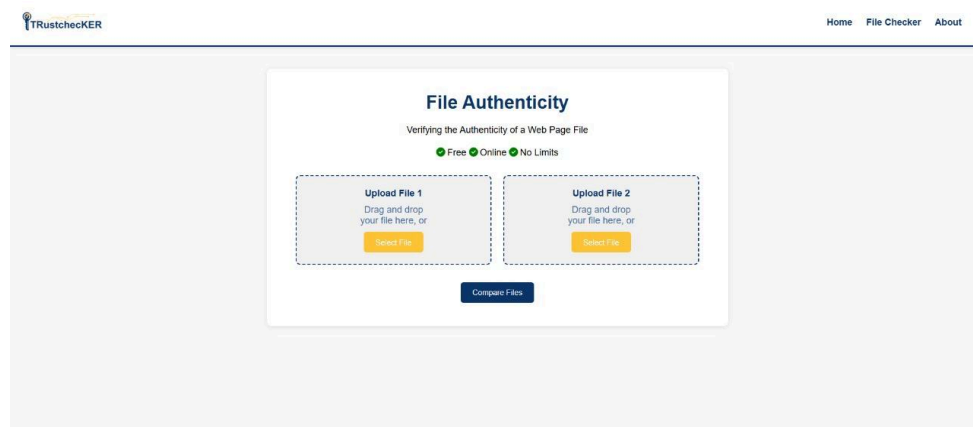 TRustchecKER
Home File Checker About
File Authenticity
Verifying the Authenticity of a Web Page File
Free Online No Limits
Upload File 1
Drag and drop
your file here, or
Select File
Upload File 2
Drag and drop
your file here, or
Select File
Compare Files